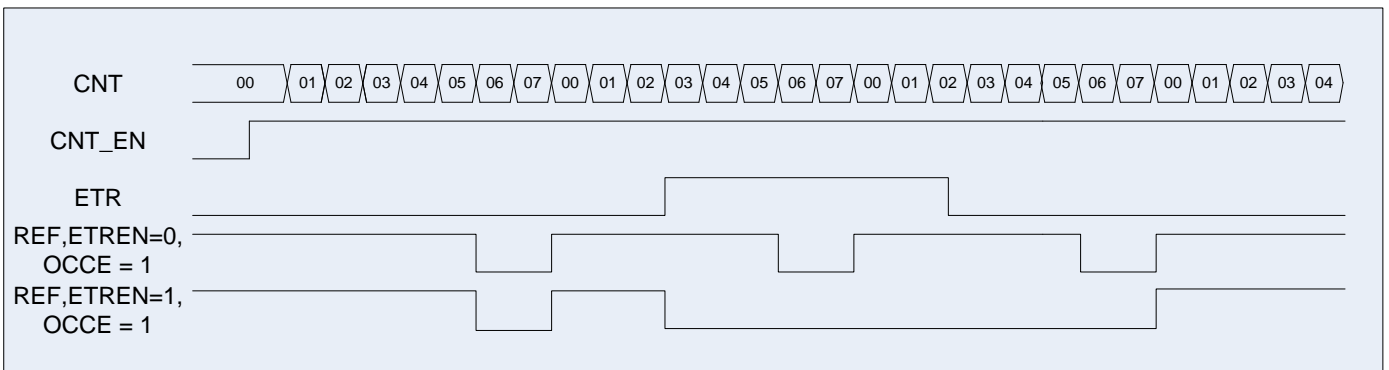 CNT 00 01 02 03 04 05 06 07 00 01 02 03 04 05 06 07 00 01 02 03 04 05 06 07 00 01 02 03 04
CNT_EN
ETR
REF,ETREN=0,
OCCE = 1
REF,ETREN=1,
OCCE = 1